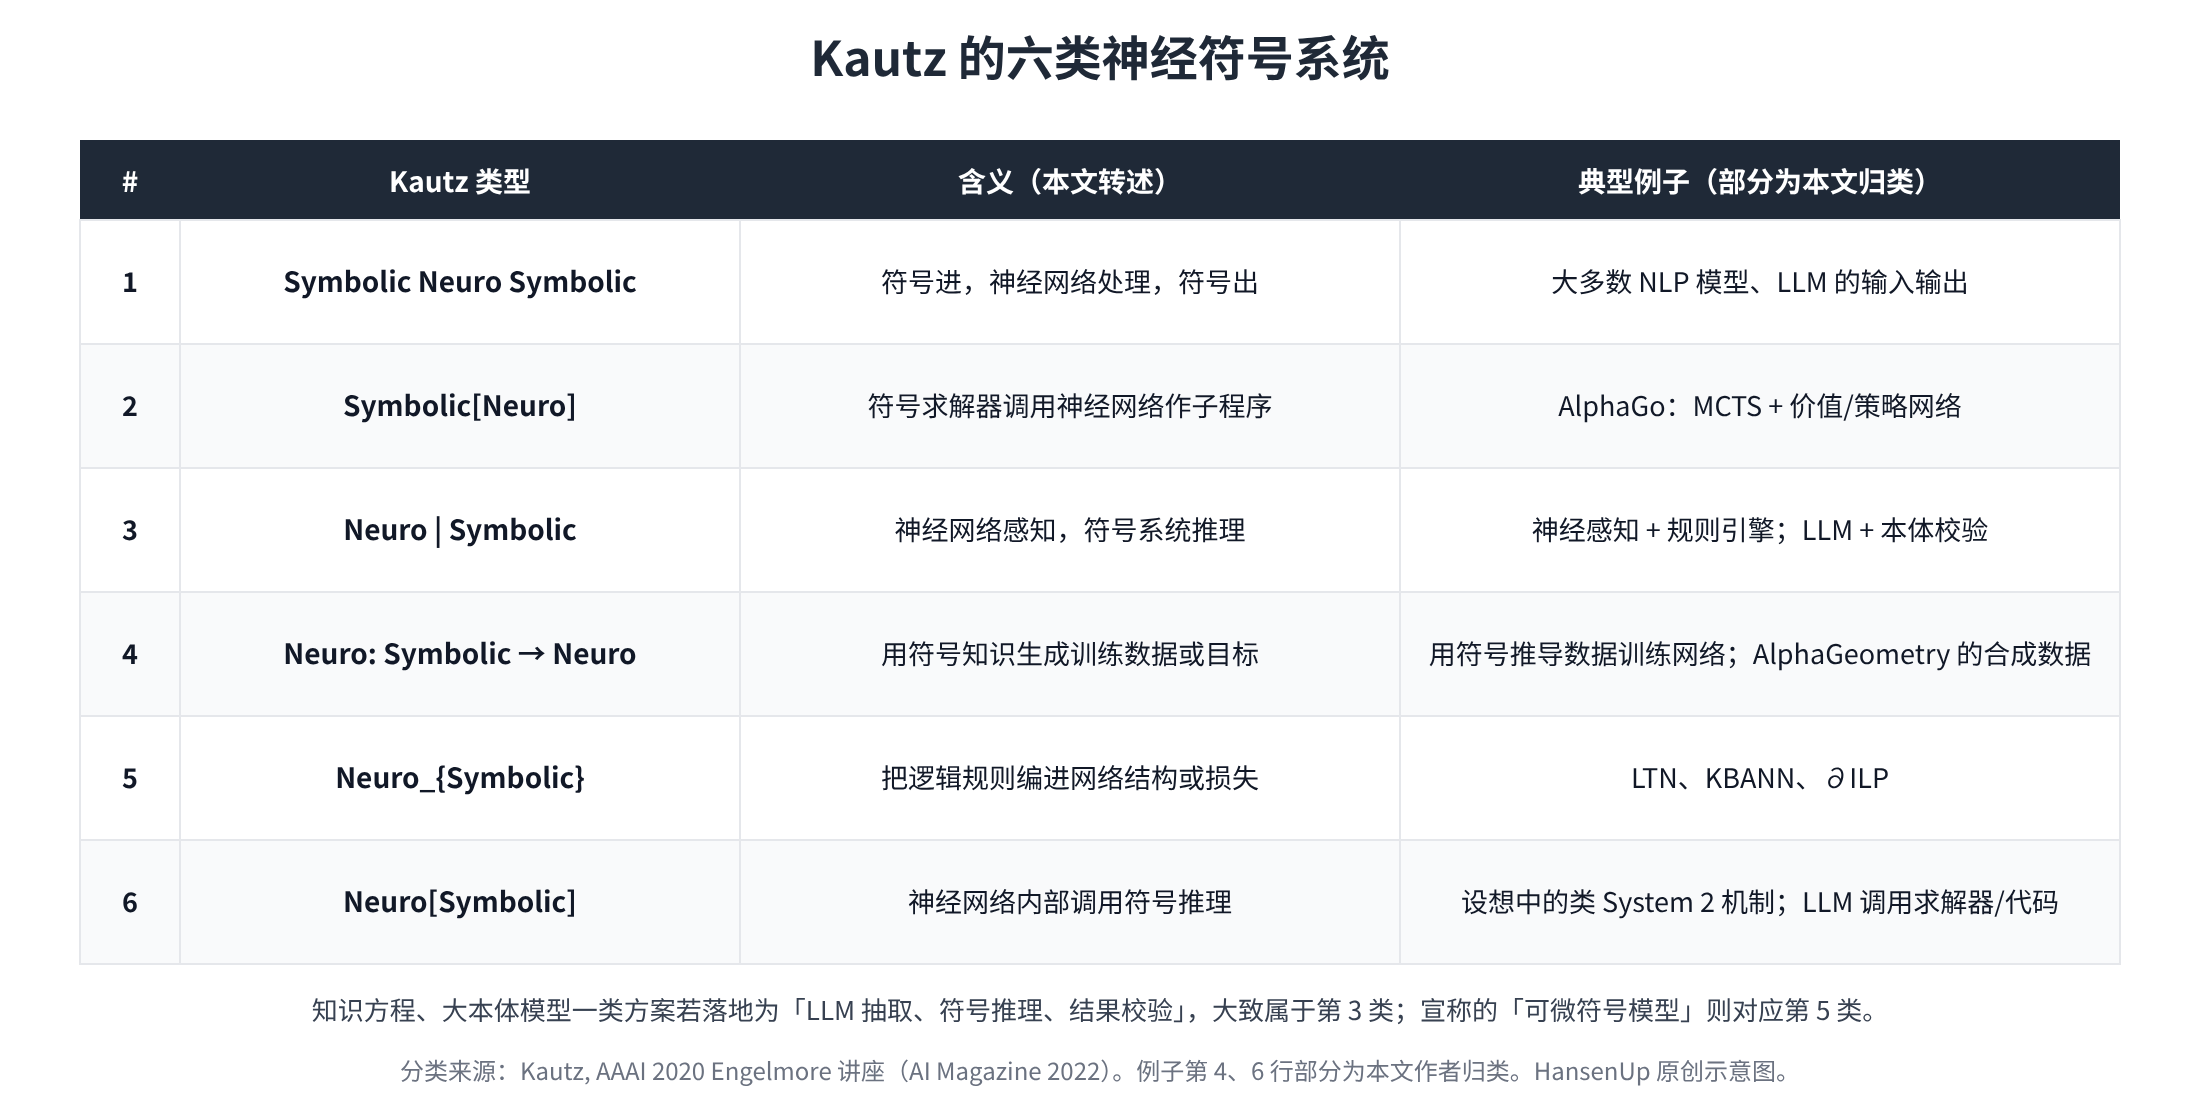 Kautz 的六类神经符号系统
# Kautz 类型 含义（本文转述） 典型例子（部分为本文归类）
1 Symbolic Neuro Symbolic 符号进，神经网络处理，符号出 大多数 NLP 模型、LLM 的输入输出
2 Symbolic[Neuro] 符号求解器调用神经网络作子程序 AlphaGo：MCTS + 价值/策略网络
3 Neuro | Symbolic 神经网络感知，符号系统推理 神经感知 + 规则引擎；LLM + 本体校验
4 Neuro: Symbolic → Neuro 用符号知识生成训练数据或目标 用符号推导数据训练网络；AlphaGeometry 的合成数据
5 Neuro_{Symbolic} 把逻辑规则编进网络结构或损失 LTN、KBANN、∂ILP
6 Neuro[Symbolic] 神经网络内部调用符号推理 设想中的类 System 2 机制；LLM 调用求解器/代码
知识方程、大本体模型一类方案若落地为「LLM 抽取、符号推理、结果校验」，大致属于第 3 类；宣称的「可微符号模型」则对应第 5 类。
分类来源：Kautz, AAAI 2020 Engelmore 讲座（AI Magazine 2022）。例子第 4、6 行部分为本文作者归类。HansenUp 原创示意图。